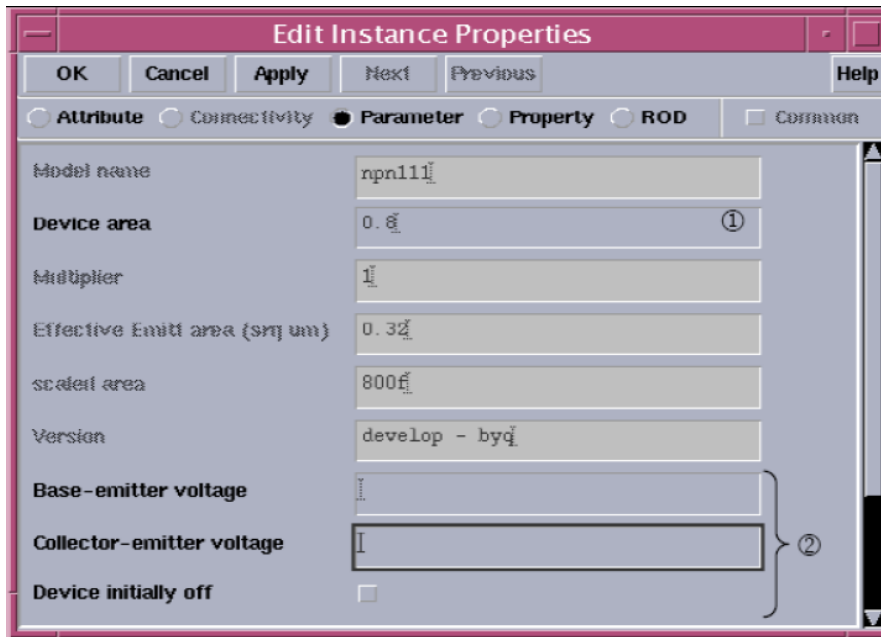 Edit Instance Properties
OK Cancel Apply Next Previous Help
Attribute Connectivity Parameter Property ROD Common
Model name npn111
Device area 0.8 ①
Multiplier 1
Effective Emitt area (srq um) 0.32
scaled area 800f
Version develop - byq
Base-emitter voltage
Collector-emitter voltage ②
Device initially off